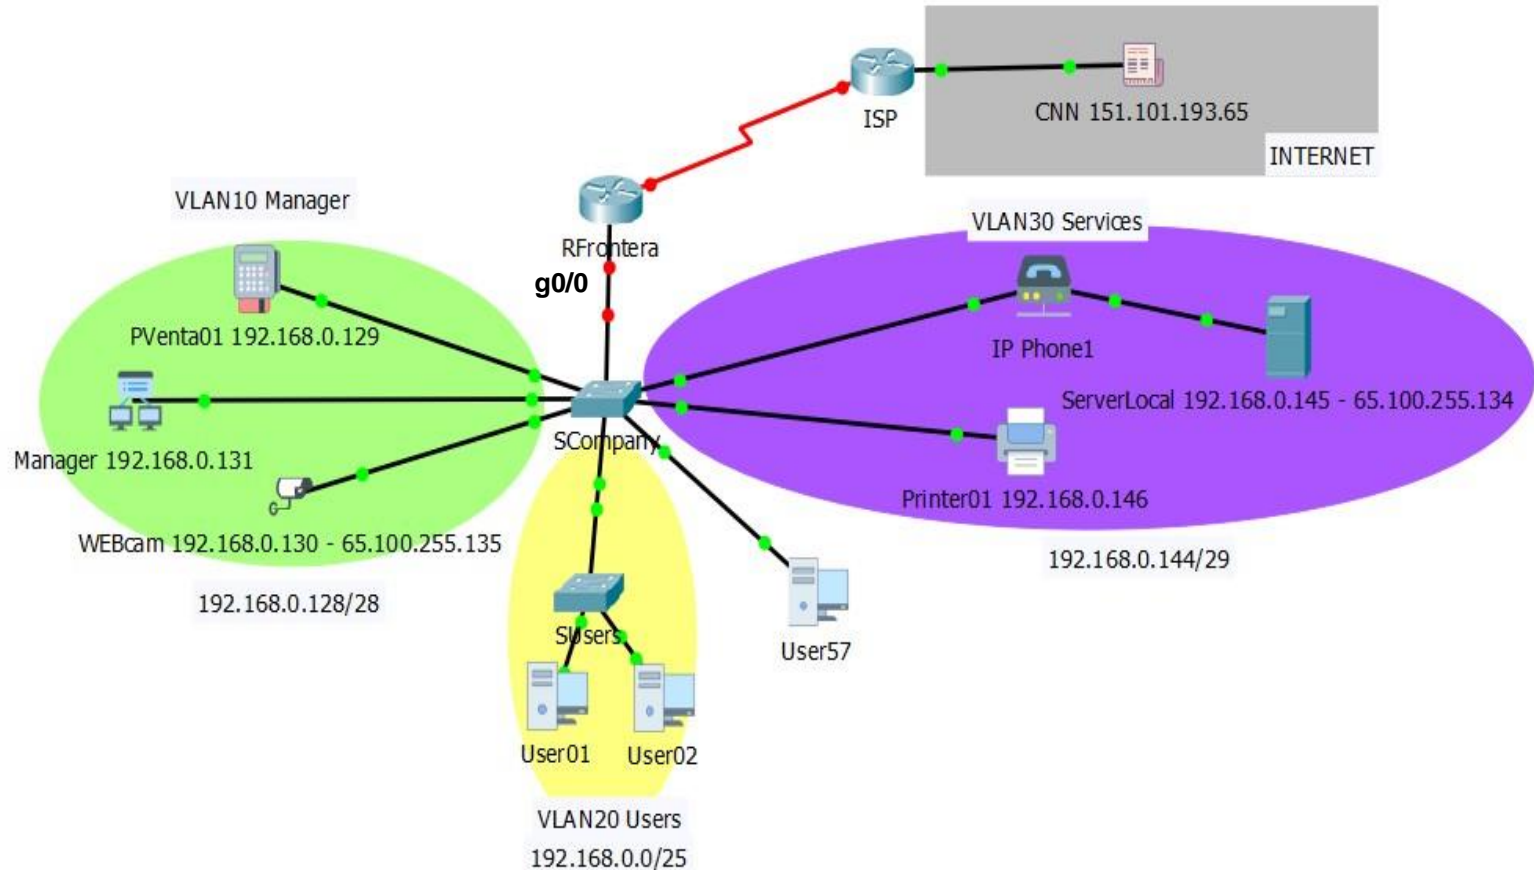 ISP
CNN 151.101.193.65
INTERNET
VLAN10 Manager
VLAN30 Services
RFrontera
g0/0
PVenta01 192.168.0.129
IP Phone1
ServerLocal 192.168.0.145 - 65.100.255.134
SCompany
Manager 192.168.0.131
Printer01 192.168.0.146
WEBcam 192.168.0.130 - 65.100.255.135
192.168.0.144/29
192.168.0.128/28
SUsers
User57
User01
User02
VLAN20 Users
192.168.0.0/25